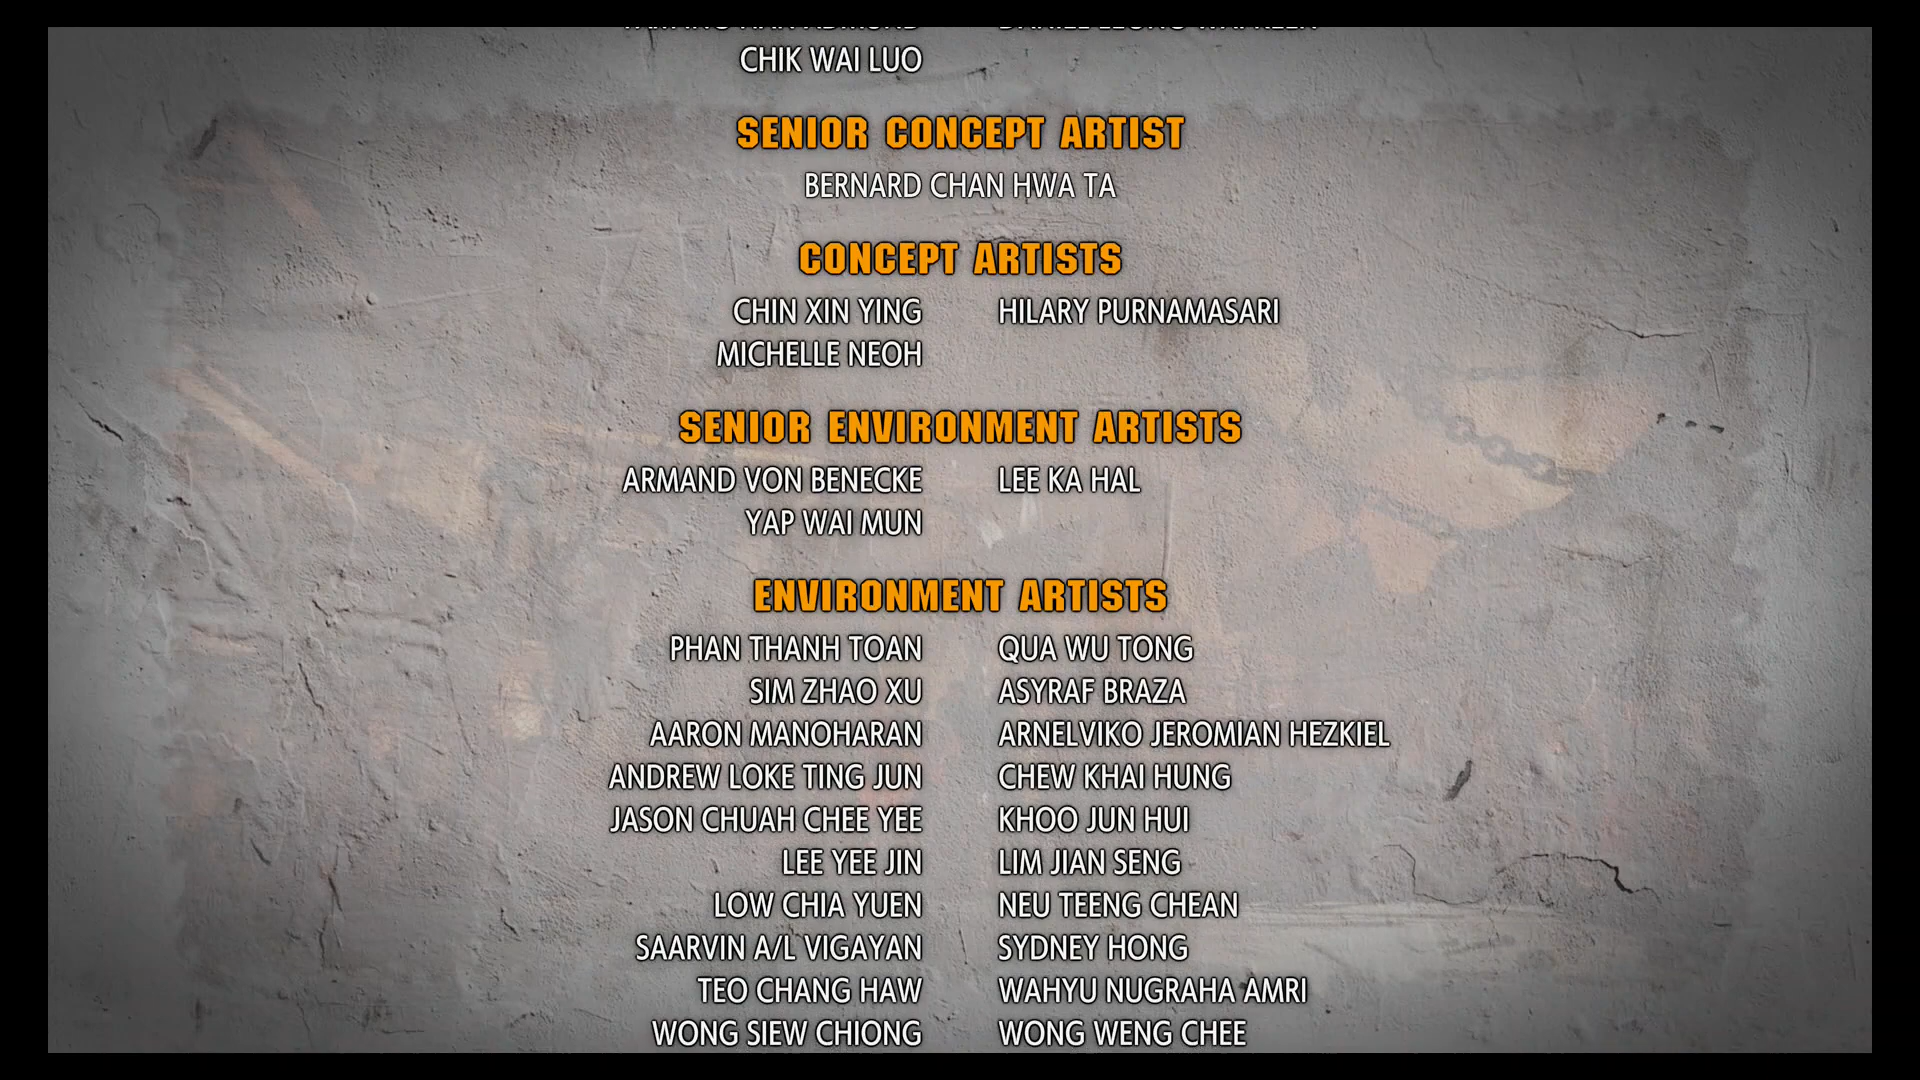 CHIK WAI LUO
SENIOR CONCEPT ARTIST
BERNARD CHAN HWA TA
CONCEPT ARTISTS
CHIN XIN YING HILARY PURNAMASARI
MICHELLE NEOH
SENIOR ENVIRONMENT ARTISTS
ARMAND VON BENECKE LEE KA HAL
YAP WAI MUN
ENVIRONMENT ARTISTS
PHAN THANH TOAN QUA WU TONG
SIM ZHAO XU ASYRAF BRAZA
AARON MANOHARAN ARNELVIKO JEROMIAN HEZKIEL
ANDREW LOKE TING JUN CHEW KHAI HUNG
JASON CHUAH CHEE YEE KHOO JUN HUI
LEE YEE JIN LIM JIAN SENG
LOW CHIA YUEN NEU TEENG CHEAN
SAARVIN A/L VIGAYAN SYDNEY HONG
TEO CHANG HAW WAHYU NUGRAHA AMRI
WONG SIEW CHIONG WONG WENG CHEE